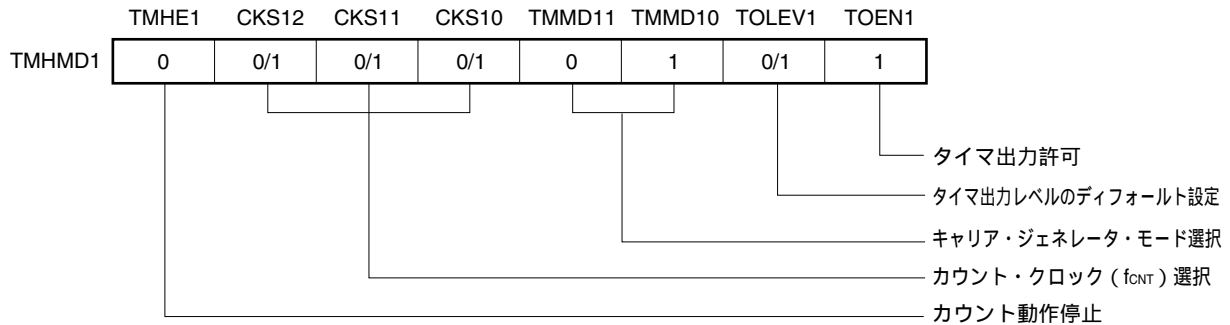 TMHE1 CKS12 CKS11 CKS10 TMMD11 TMMD10 TOLEV1 TOEN1
TMHMD1 0 0/1 0/1 0/1 0 1 0/1 1
タイマ出力許可
タイマ出力レベルのディフォールト設定
キャリア・ジェネレータ・モード選択
カウント・クロック（fCNT）選択
カウント動作停止